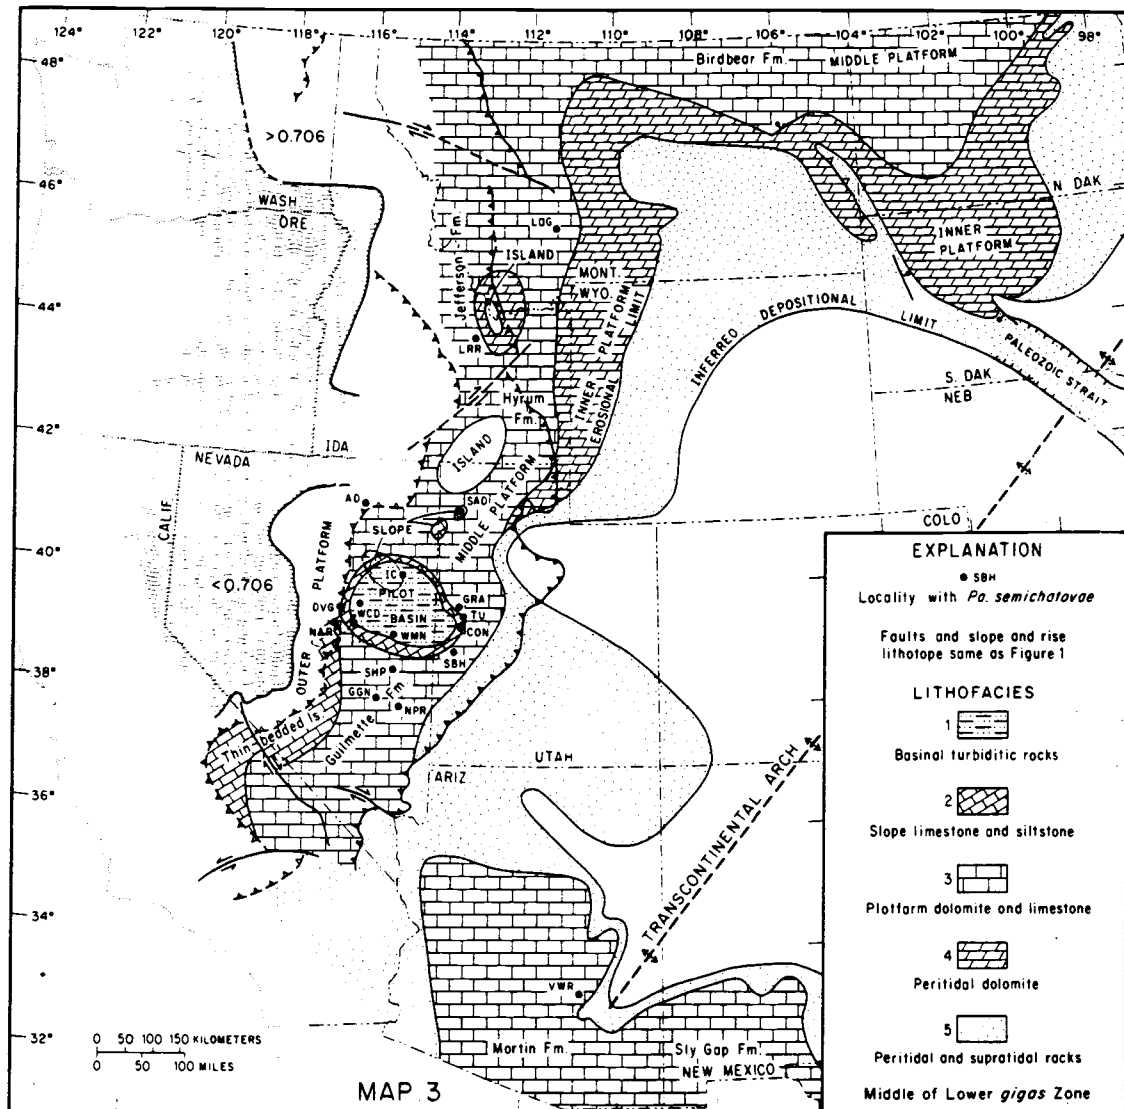 124° 122° 120° 118° 116° 114° 112° 110° 108° 106° 104° 102° 100° 98°
48°
46°
44°
42°
40°
38°
36°
34°
32°
Birdbear Fm. MIDDLE PLATFORM
>0.706
WASH
ORE
N DAK
INNER
PLATFORM
LOG
Jefferson Fm
ISLAND
MONT.
WYO.
LRR
INNER PLATFORM
EROSIONAL LIMIT
INFERRED DEPOSITIONAL LIMIT
PALEOZOIC STRAIT
S. DAK
NEB
Hyrum
Fm.
ISLAND
NEVADA
IDA
CALIF
AD
SAD
SLOPE
MIDDLE PLATFORM
COLO
OUTER PLATFORM
<0.706
IC
PILOT
BASIN
DVG
WCD
GRA
TU
NAR
WMN
CON
SBH
SHP
GGN
NPR
Guilmette Fm
Thin-bedded ls.
UTAH
ARIZ
TRANSCONTINENTAL ARCH
VWR
Martin Fm.
Sly Gap Fm.
NEW MEXICO
0 50 100 150 KILOMETERS
0 50 100 MILES
MAP 3
EXPLANATION
SBH
Locality with Pa. semichatovae
Faults and slope and rise
lithotope same as Figure 1
LITHOFACIES
1
Basinal turbiditic rocks
2
Slope limestone and siltstone
3
Platform dolomite and limestone
4
Peritidal dolomite
5
Peritidal and supratidal rocks
Middle of Lower gigas Zone